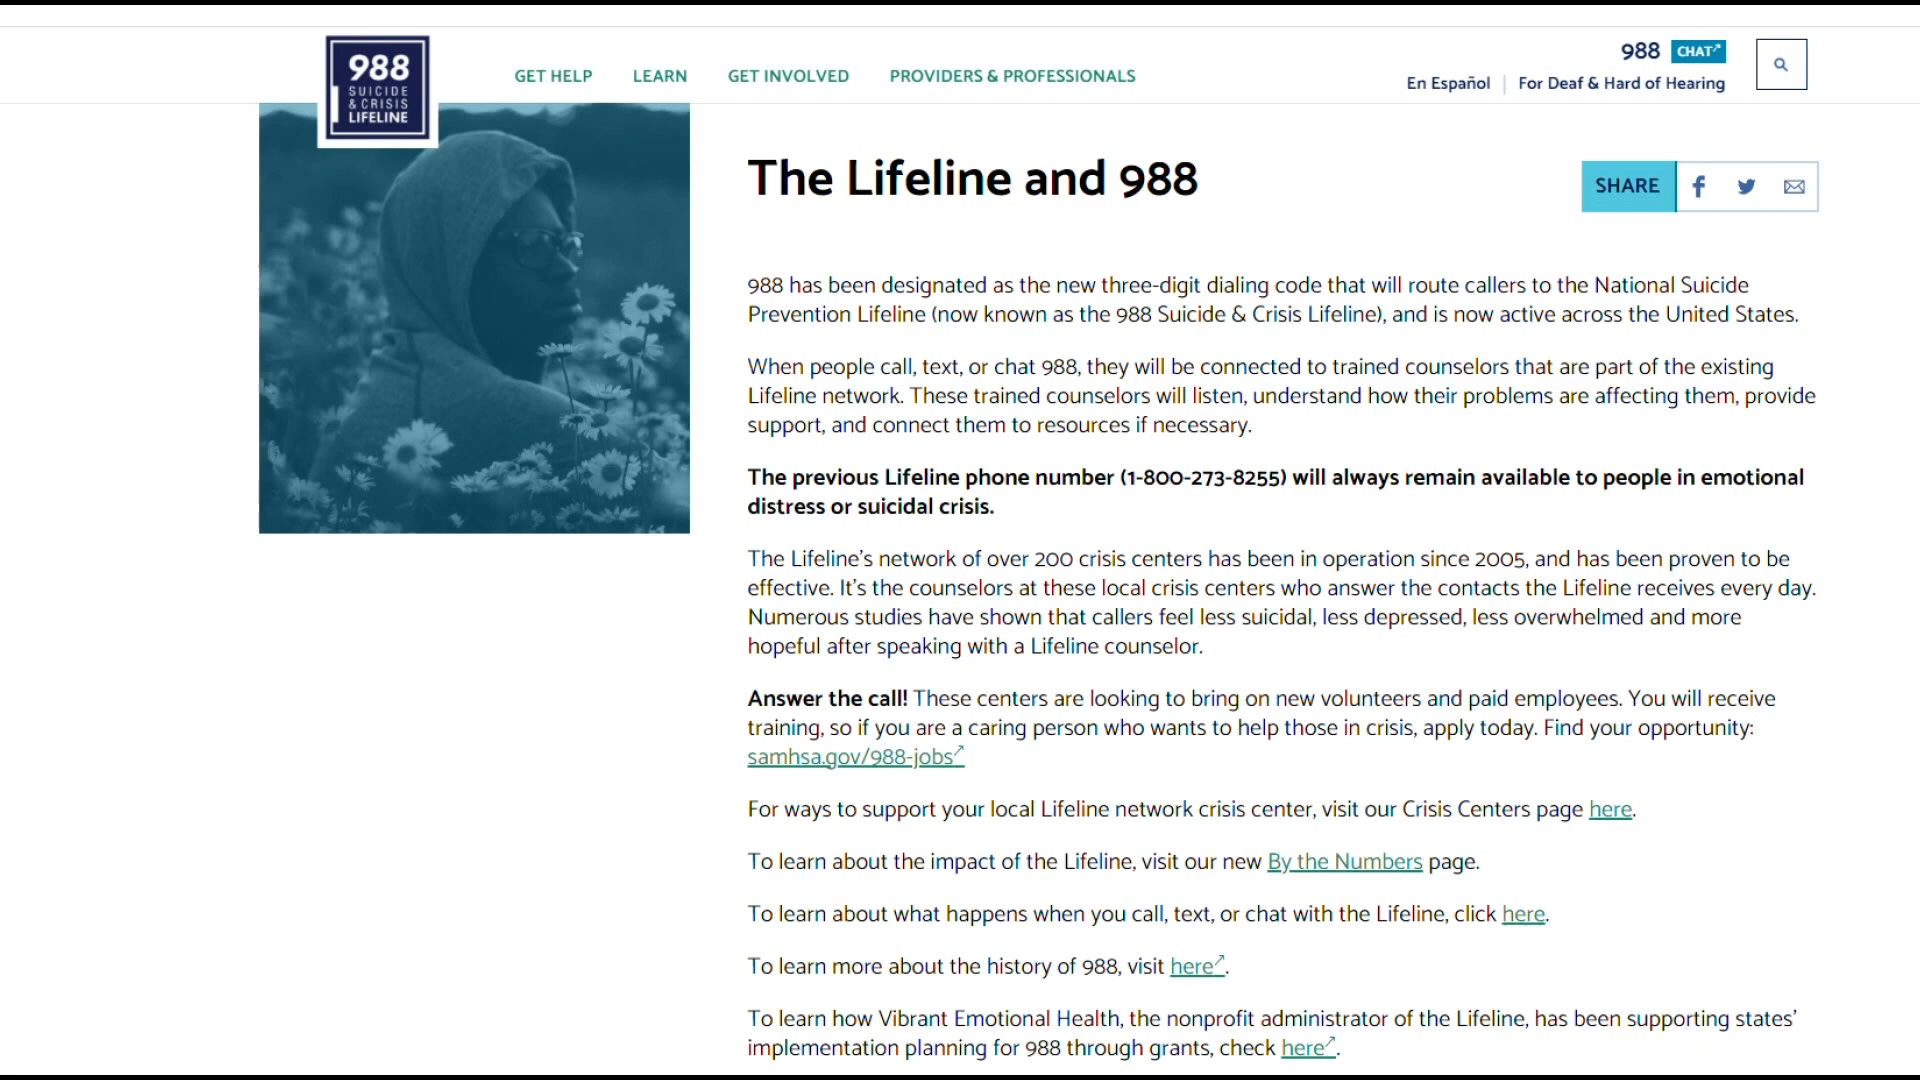 988
SUICIDE
& CRISIS
LIFELINE
GET HELP
LEARN
GET INVOLVED
PROVIDERS & PROFESSIONALS
988 CHAT
En Español
For Deaf & Hard of Hearing
The Lifeline and 988
SHARE
988 has been designated as the new three-digit dialing code that will route callers to the National Suicide
Prevention Lifeline (now known as the 988 Suicide & Crisis Lifeline), and is now active across the United States.
When people call, text, or chat 988, they will be connected to trained counselors that are part of the existing
Lifeline network. These trained counselors will listen, understand how their problems are affecting them, provide
support, and connect them to resources if necessary.
The previous Lifeline phone number (1-800-273-8255) will always remain available to people in emotional
distress or suicidal crisis.
The Lifeline's network of over 200 crisis centers has been in operation since 2005, and has been proven to be
effective. It's the counselors at these local crisis centers who answer the contacts the Lifeline receives every day.
Numerous studies have shown that callers feel less suicidal, less depressed, less overwhelmed and more
hopeful after speaking with a Lifeline counselor.
Answer the call! These centers are looking to bring on new volunteers and paid employees. You will receive
training, so if you are a caring person who wants to help those in crisis, apply today. Find your opportunity:
samhsa.gov/988-jobs
For ways to support your local Lifeline network crisis center, visit our Crisis Centers page here.
To learn about the impact of the Lifeline, visit our new By the Numbers page.
To learn about what happens when you call, text, or chat with the Lifeline, click here.
To learn more about the history of 988, visit here.
To learn how Vibrant Emotional Health, the nonprofit administrator of the Lifeline, has been supporting states'
implementation planning for 988 through grants, check here.